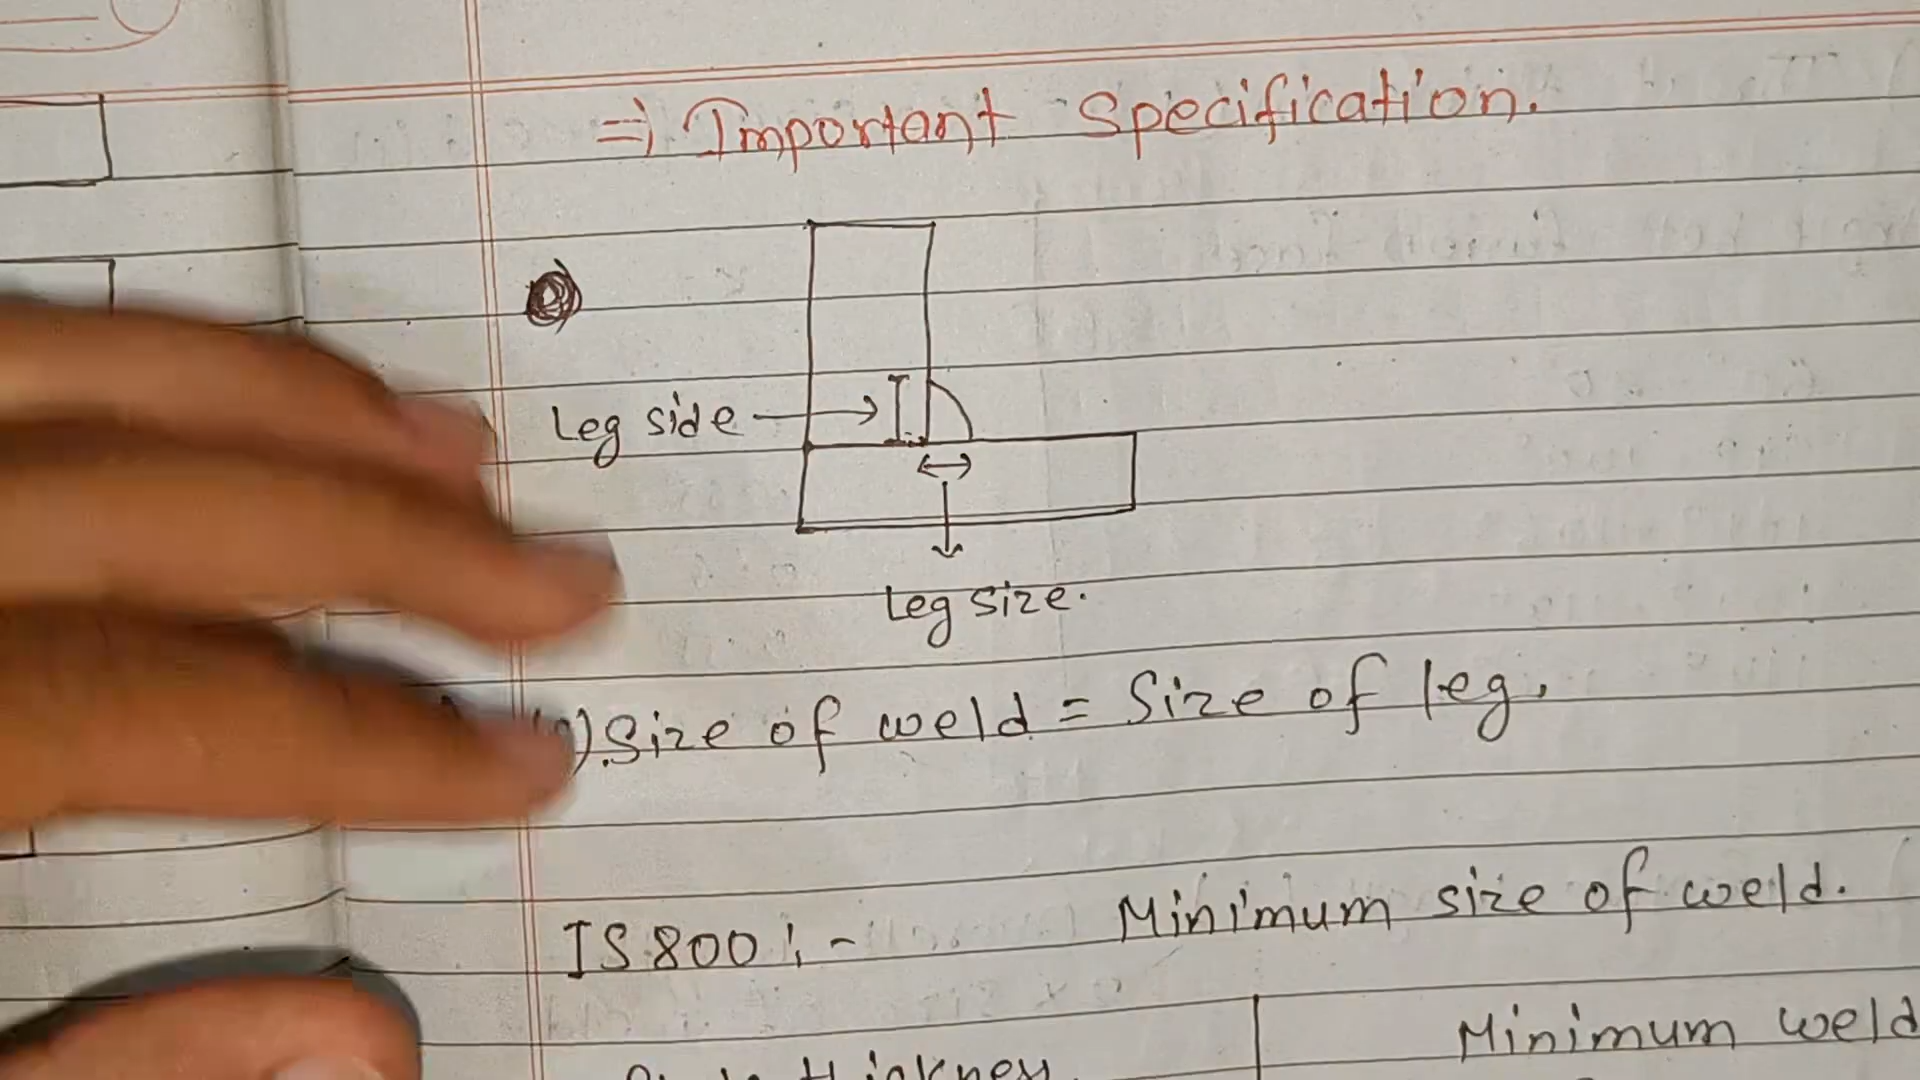 ⇒ Important Specification.
Leg side
Leg size.
Size of weld = Size of leg.
IS 800 : -
Minimum size of weld.
Minimum weld
thickness